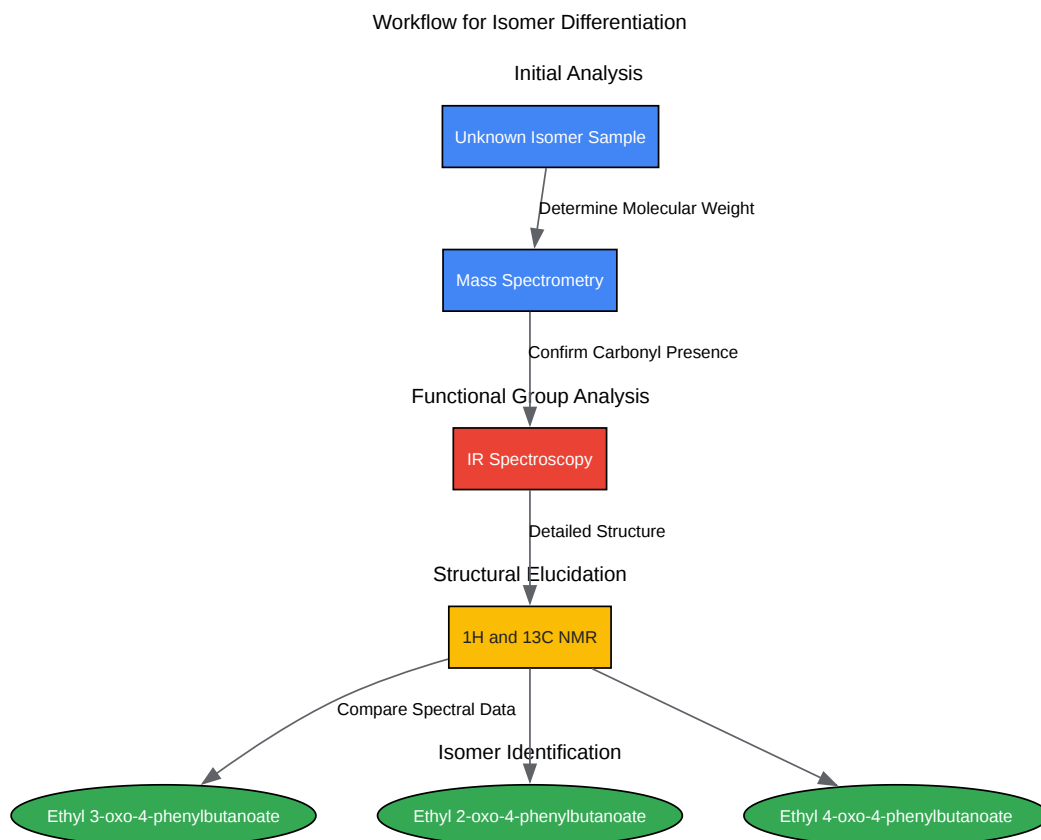 Workflow for Isomer Differentiation
Initial Analysis
Unknown Isomer Sample
Determine Molecular Weight
Mass Spectrometry
Confirm Carbonyl Presence
Functional Group Analysis
IR Spectroscopy
Detailed Structure
Structural Elucidation
1H and 13C NMR
Compare Spectral Data
Isomer Identification
Ethyl 3-oxo-4-phenylbutanoate
Ethyl 2-oxo-4-phenylbutanoate
Ethyl 4-oxo-4-phenylbutanoate